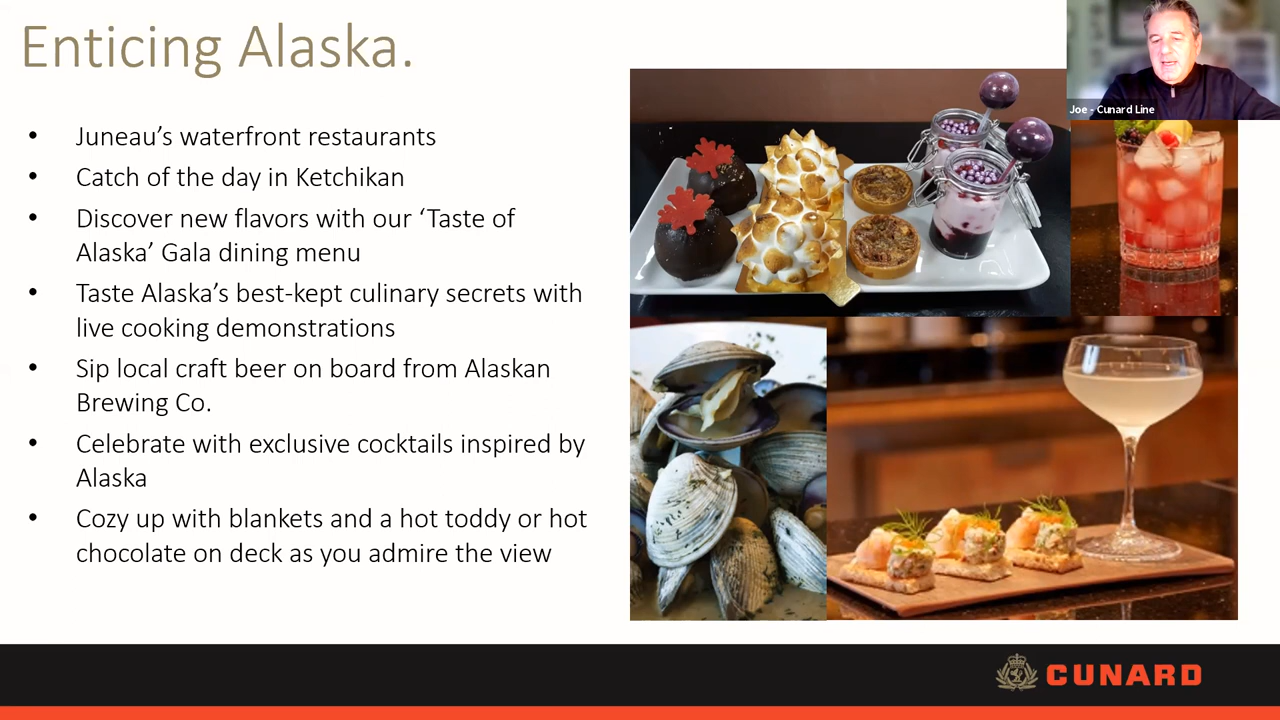 Enticing Alaska.
Joe - Cunard Line
• Juneau’s waterfront restaurants
• Catch of the day in Ketchikan
• Discover new flavors with our ‘Taste of
Alaska’ Gala dining menu
• Taste Alaska’s best-kept culinary secrets with
live cooking demonstrations
• Sip local craft beer on board from Alaskan
Brewing Co.
• Celebrate with exclusive cocktails inspired by
Alaska
• Cozy up with blankets and a hot toddy or hot
chocolate on deck as you admire the view
CUNARD